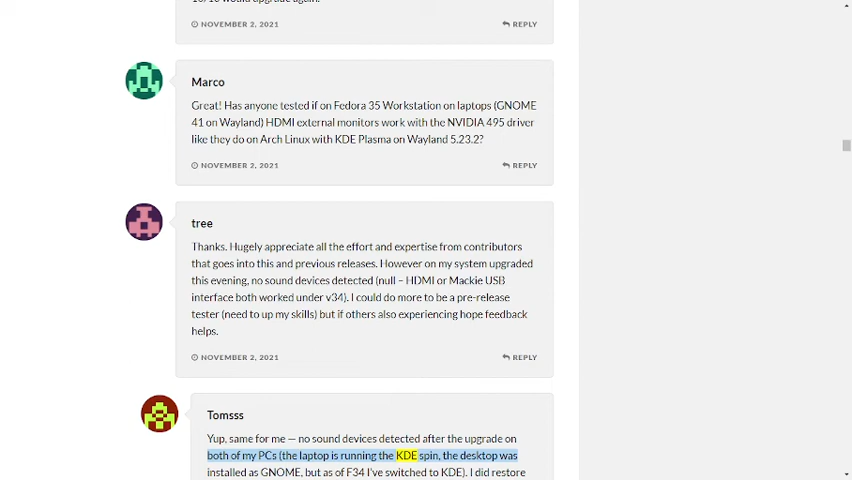 NOVEMBER 2, 2021 REPLY
Marco
Great! Has anyone tested if on Fedora 35 Workstation on laptops (GNOME
41 on Wayland) HDMI external monitors work with the NVIDIA 495 driver
like they do on Arch Linux with KDE Plasma on Wayland 5.23.2?
NOVEMBER 2, 2021 REPLY
tree
Thanks. Hugely appreciate all the effort and expertise from contributors
that goes into this and previous releases. However on my system upgraded
this evening, no sound devices detected (null – HDMI or Mackie USB
interface both worked under v34). I could do more to be a pre-release
tester (need to up my skills) but if others also experiencing hope feedback
helps.
NOVEMBER 2, 2021 REPLY
Tomsss
Yup, same for me — no sound devices detected after the upgrade on
both of my PCs (the laptop is running the KDE spin, the desktop was
installed as GNOME, but as of F34 I've switched to KDE). I did restore